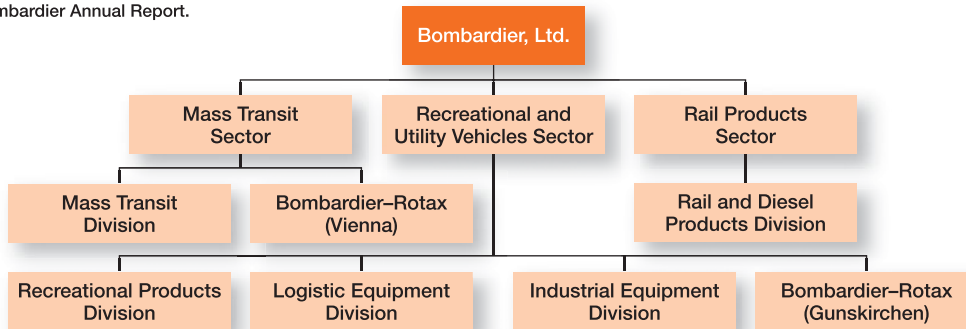 Bombardier Annual Report.
Bombardier, Ltd.
Mass Transit
Sector
Recreational and
Utility Vehicles Sector
Rail Products
Sector
Mass Transit
Division
Bombardier–Rotax
(Vienna)
Rail and Diesel
Products Division
Recreational Products
Division
Logistic Equipment
Division
Industrial Equipment
Division
Bombardier–Rotax
(Gunskirchen)